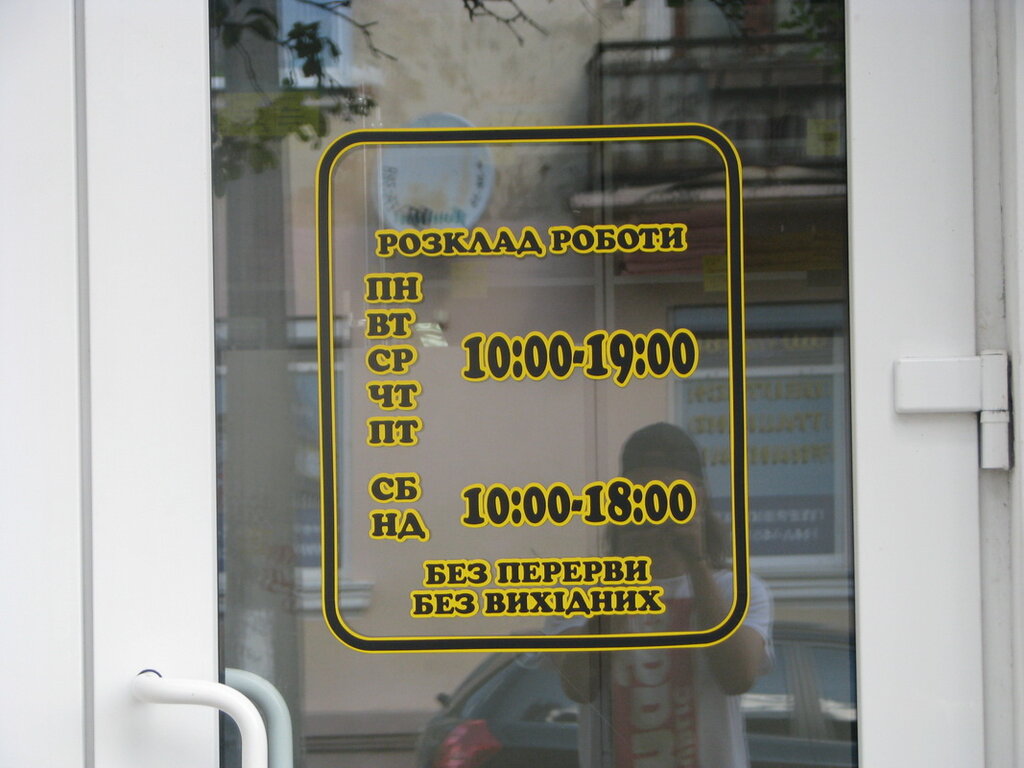 РОЗКЛАД РОБОТИ
ПН
ВТ
СР
ЧТ
ПТ
10:00-19:00
СБ
НД
10:00-18:00
БЕЗ ПЕРЕРВИ
БЕЗ ВИХІДНИХ